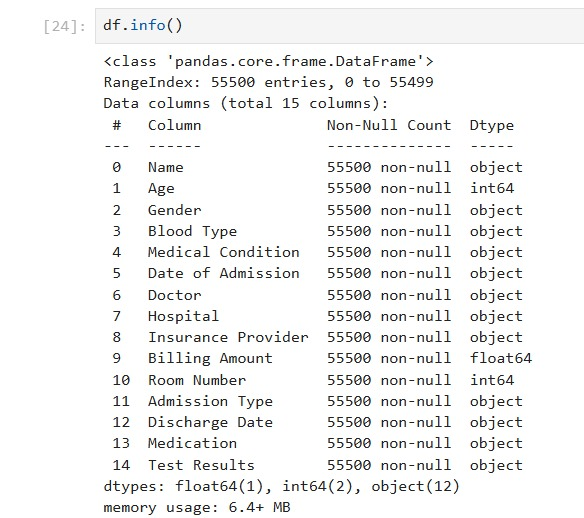 [24]: df.info()
<class 'pandas.core.frame.DataFrame'>
RangeIndex: 55500 entries, 0 to 55499
Data columns (total 15 columns):
 #   Column              Non-Null Count  Dtype
---  ------              --------------  -----
 0   Name                55500 non-null  object
 1   Age                 55500 non-null  int64
 2   Gender              55500 non-null  object
 3   Blood Type          55500 non-null  object
 4   Medical Condition   55500 non-null  object
 5   Date of Admission   55500 non-null  object
 6   Doctor              55500 non-null  object
 7   Hospital            55500 non-null  object
 8   Insurance Provider  55500 non-null  object
 9   Billing Amount      55500 non-null  float64
 10  Room Number         55500 non-null  int64
 11  Admission Type      55500 non-null  object
 12  Discharge Date      55500 non-null  object
 13  Medication          55500 non-null  object
 14  Test Results        55500 non-null  object
dtypes: float64(1), int64(2), object(12)
memory usage: 6.4+ MB